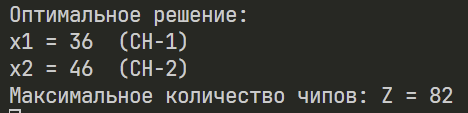 Оптимальное решение:
x1 = 36  (CH-1)
x2 = 46  (CH-2)
Максимальное количество чипов: Z = 82